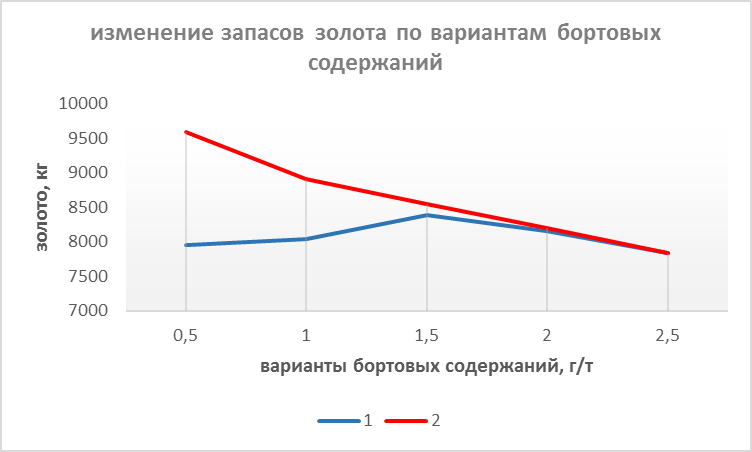 изменение запасов золота по вариантам бортовых
содержаний
10000
9500
9000
8500
8000
7500
7000
золото, кг
0,5 1 1,5 2 2,5
варианты бортовых содержаний, г/т
1 2